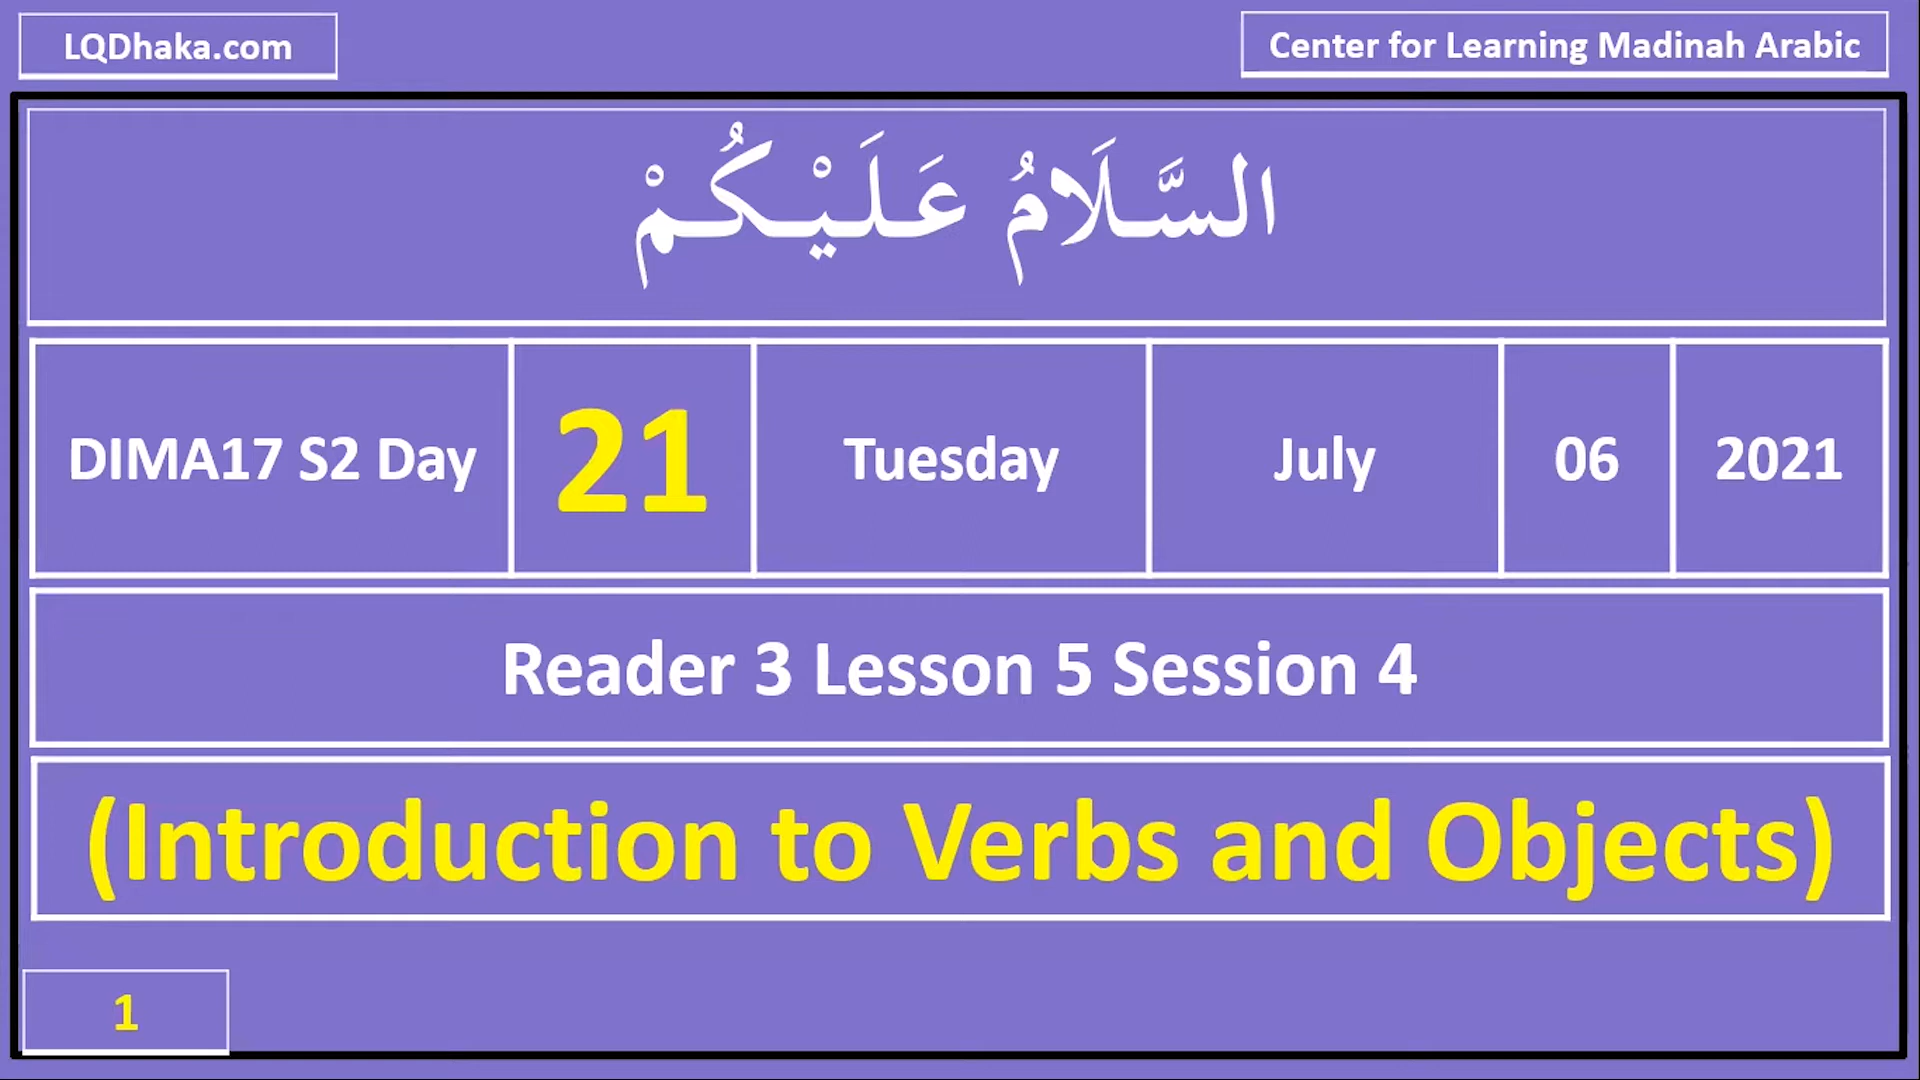 LQDhaka.com
Center for Learning Madinah Arabic
السَّلَامُ عَلَيْكُمْ
DIMA17 S2 Day 21 Tuesday July 06 2021
Reader 3 Lesson 5 Session 4
(Introduction to Verbs and Objects)
1